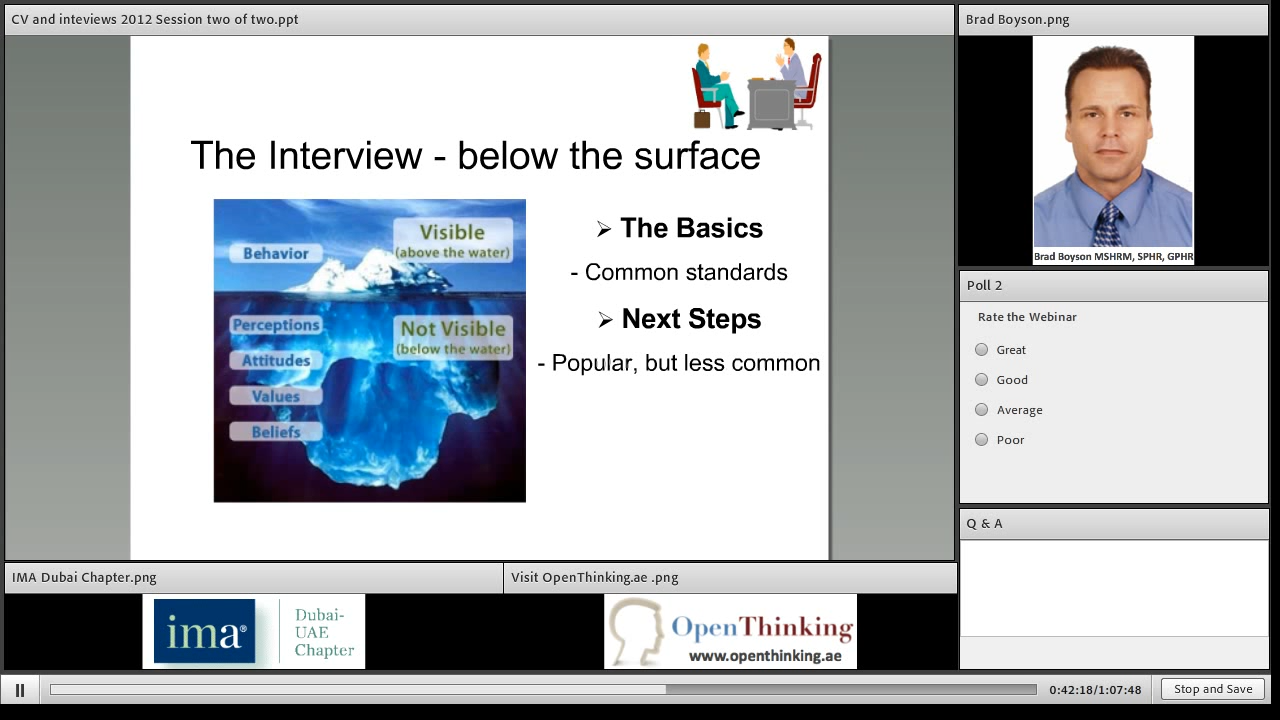 CV and inteviews 2012 Session two of two.ppt
The Interview - below the surface
Behavior
Visible
(above the water)
Perceptions
Not Visible
(below the water)
Attitudes
Values
Beliefs
➢ The Basics
- Common standards
➢ Next Steps
- Popular, but less common
Brad Boyson.png
Brad Boyson MSHRM, SPHR, GPHR
Poll 2
Rate the Webinar
Great
Good
Average
Poor
Q & A
IMA Dubai Chapter.png
ima®
Dubai-
UAE
Chapter
Visit OpenThinking.ae .png
OpenThinking
www.openthinking.ae
0:42:18/1:07:48
Stop and Save